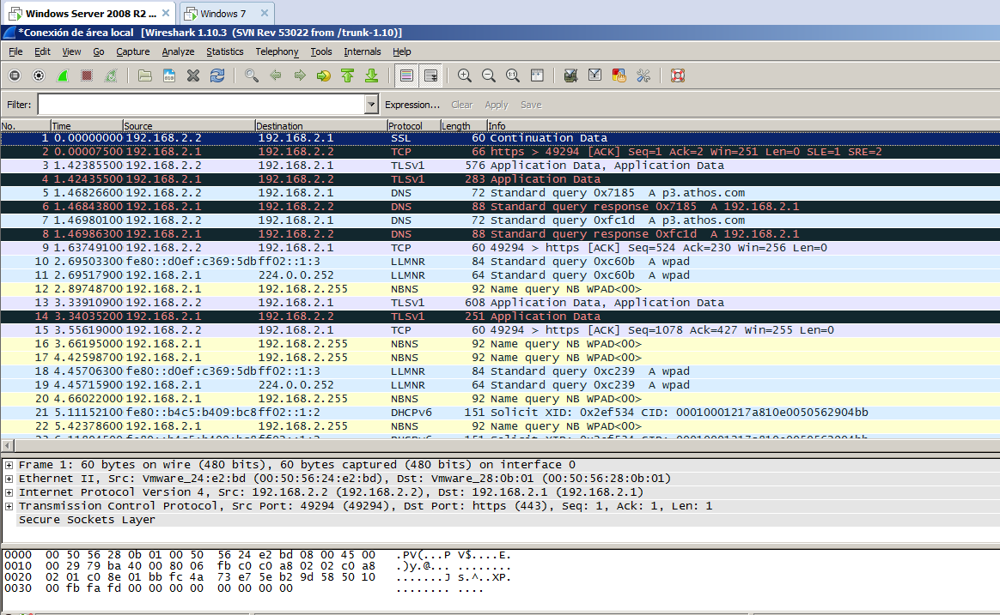 Windows Server 2008 R2 ... Windows 7
*Conexión de área local [Wireshark 1.10.3 (SVN Rev 53022 from /trunk-1.10)]
File Edit View Go Capture Analyze Statistics Telephony Tools Internals Help
Filter: Expression... Clear Apply Save
No. Time Source Destination Protocol Length Info
1 0.00000000 192.168.2.2 192.168.2.1 SSL 60 Continuation Data
2 0.00007500 192.168.2.1 192.168.2.2 TCP 66 https > 49294 [ACK] Seq=1 Ack=2 Win=251 Len=0 SLE=1 SRE=2
3 1.42385500 192.168.2.2 192.168.2.1 TLSv1 576 Application Data, Application Data
4 1.42435500 192.168.2.1 192.168.2.2 TLSv1 283 Application Data
5 1.46826600 192.168.2.2 192.168.2.1 DNS 72 Standard query 0x7185 A p3.athos.com
6 1.46843800 192.168.2.1 192.168.2.2 DNS 88 Standard query response 0x7185 A 192.168.2.1
7 1.46980100 192.168.2.2 192.168.2.1 DNS 72 Standard query 0xfc1d A p3.athos.com
8 1.46986300 192.168.2.1 192.168.2.2 DNS 88 Standard query response 0xfc1d A 192.168.2.1
9 1.63749100 192.168.2.2 192.168.2.1 TCP 60 49294 > https [ACK] Seq=524 Ack=230 Win=256 Len=0
10 2.69503300 fe80::d0ef:c369:5db ff02::1:3 LLMNR 84 Standard query 0xc60b A wpad
11 2.69517900 192.168.2.1 224.0.0.252 LLMNR 64 Standard query 0xc60b A wpad
12 2.89748700 192.168.2.1 192.168.2.255 NBNS 92 Name query NB WPAD<00>
13 3.33910900 192.168.2.2 192.168.2.1 TLSv1 608 Application Data, Application Data
14 3.34035200 192.168.2.1 192.168.2.2 TLSv1 251 Application Data
15 3.55619000 192.168.2.2 192.168.2.1 TCP 60 49294 > https [ACK] Seq=1078 Ack=427 Win=255 Len=0
16 3.66195000 192.168.2.1 192.168.2.255 NBNS 92 Name query NB WPAD<00>
17 4.42598700 192.168.2.1 192.168.2.255 NBNS 92 Name query NB WPAD<00>
18 4.45706300 fe80::d0ef:c369:5db ff02::1:3 LLMNR 84 Standard query 0xc239 A wpad
19 4.45715900 192.168.2.1 224.0.0.252 LLMNR 64 Standard query 0xc239 A wpad
20 4.66022000 192.168.2.1 192.168.2.255 NBNS 92 Name query NB WPAD<00>
21 5.11152100 fe80::b4c5:b409:bc8 ff02::1:2 DHCPv6 151 Solicit XID: 0x2ef534 CID: 00010001217a810e0050562904bb
22 5.42378600 192.168.2.1 192.168.2.255 NBNS 92 Name query NB WPAD<00>
Frame 1: 60 bytes on wire (480 bits), 60 bytes captured (480 bits) on interface 0
Ethernet II, Src: Vmware_24:e2:bd (00:50:56:24:e2:bd), Dst: Vmware_28:0b:01 (00:50:56:28:0b:01)
Internet Protocol Version 4, Src: 192.168.2.2 (192.168.2.2), Dst: 192.168.2.1 (192.168.2.1)
Transmission Control Protocol, Src Port: 49294 (49294), Dst Port: https (443), Seq: 1, Ack: 1, Len: 1
Secure Sockets Layer
0000 00 50 56 28 0b 01 00 50 56 24 e2 bd 08 00 45 00 .PV(...P V$....E.
0010 00 29 79 ba 40 00 80 06 fb c0 c0 a8 02 02 c0 a8 .)y.@... ........
0020 02 01 c0 8e 01 bb fc 4a 73 e7 5e b2 9d 58 50 10 .......J s.^..XP.
0030 00 fb fa fd 00 00 00 00 00 00 00 00 ........ ....